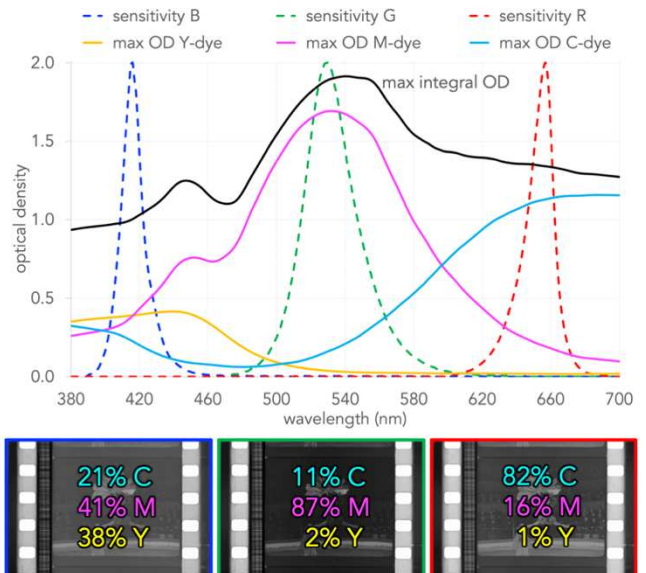 sensitivity B sensitivity G sensitivity R
max OD Y-dye max OD M-dye max OD C-dye
max integral OD
optical density
2.0
1.5
1.0
0.5
0.0
380 420 460 500 540 580 620 660 700
wavelength (nm)
21% C 11% C 82% C
41% M 87% M 16% M
38% Y 2% Y 1% Y